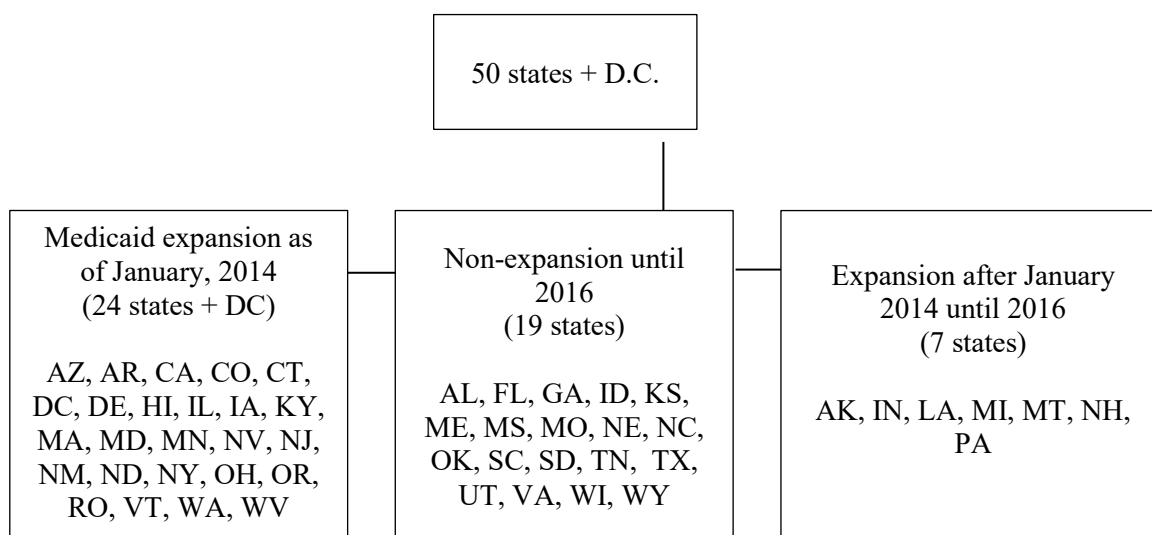 50 states + D.C.
Medicaid expansion as
of January, 2014
(24 states + DC)
AZ, AR, CA, CO, CT,
DC, DE, HI, IL, IA, KY,
MA, MD, MN, NV, NJ,
NM, ND, NY, OH, OR,
RO, VT, WA, WV
Non-expansion until
2016
(19 states)
AL, FL, GA, ID, KS,
ME, MS, MO, NE, NC,
OK, SC, SD, TN, TX,
UT, VA, WI, WY
Expansion after January
2014 until 2016
(7 states)
AK, IN, LA, MI, MT, NH,
PA